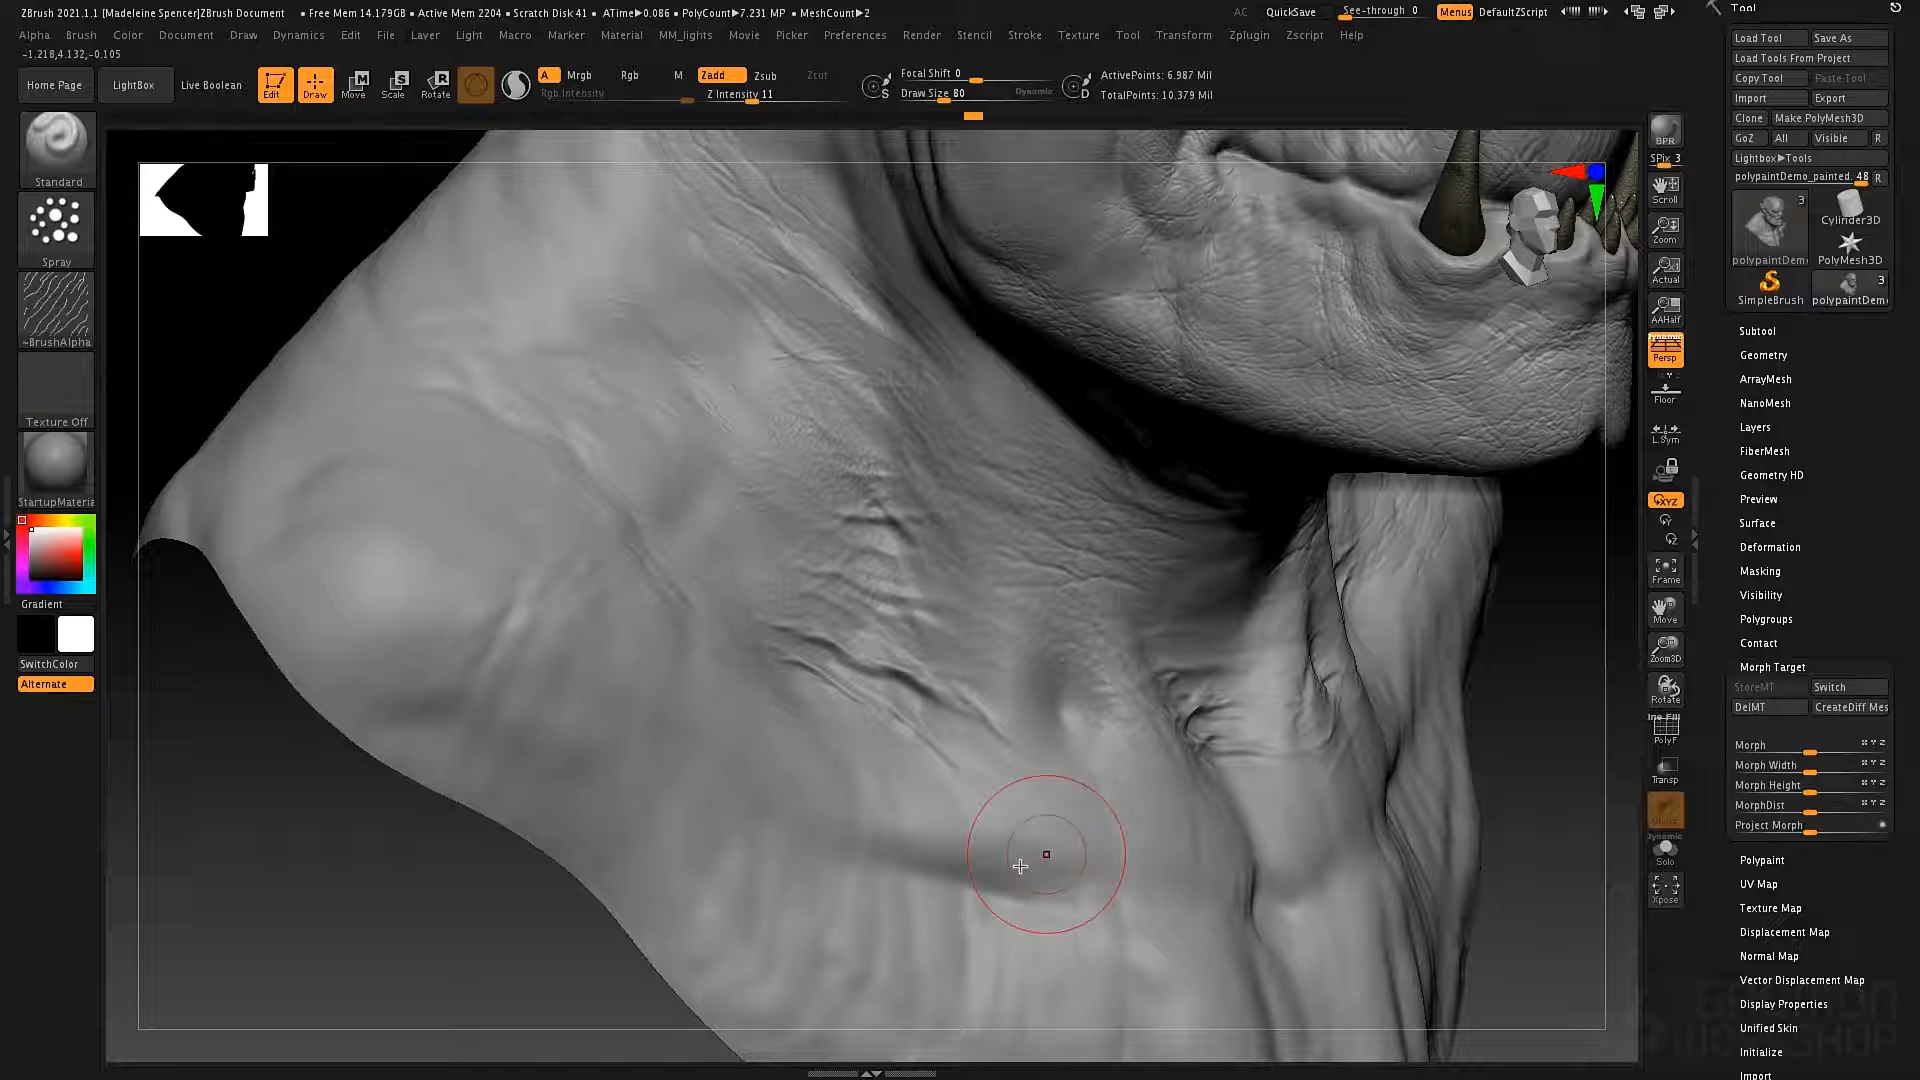 ZBrush 2021.1.1 [Madeleine Spencer]ZBrush Document • Free Mem 14.179GB • Active Mem 2204 • Scratch Disk 41 • ATime▶0.086 • PolyCount▶7.231 MP • MeshCount▶2 AC QuickSave See-through 0 Menus DefaultZScript
Alpha Brush Color Document Draw Dynamics Edit File Layer Light Macro Marker Material MM_lights Movie Picker Preferences Render Stencil Stroke Texture Tool Transform Zplugin Zscript Help
-1.218,4.132,-0.105
Home Page LightBox Live Boolean Edit Draw Move Scale Rotate
M S R
A Mrgb Rgb M Zadd Zsub Zcut
Rgb Intensity Z Intensity 11
S Focal Shift 0
Draw Size 80 Dynamic D
ActivePoints: 6.987 Mil
TotalPoints: 10.379 Mil
Standard
Spray
~BrushAlpha
Texture Off
StartupMateria
Gradient
SwitchColor
Alternate
BPR
SPix 3
Scroll
Zoom
Actual
AAHalf
Dynamic
Persp
Floor
L.Sym
XYZ
Y
Z
Frame
Move
Zoom3D
Rotate
Line Fill
PolyF
Transp
Ghost
Dynamic
Solo
Xpose
Tool
Load Tool Save As
Load Tools From Project
Copy Tool Paste Tool
Import Export
Clone Make PolyMesh3D
GoZ All Visible R
Lightbox▶Tools
polypaintDemo_painted. 48 R
3
polypaintDem
Cylinder3D
PolyMesh3D
SimpleBrush
3
polypaintDem
Subtool
Geometry
ArrayMesh
NanoMesh
Layers
FiberMesh
Geometry HD
Preview
Surface
Deformation
Masking
Visibility
Polygroups
Contact
Morph Target
StoreMT Switch
DelMT CreateDiff Mes
Morph X Y Z
Morph Width X Y Z
Morph Height X Y Z
MorphDist X Y Z
Project Morph
Polypaint
UV Map
Texture Map
Displacement Map
Normal Map
Vector Displacement Map
Display Properties
Unified Skin
Initialize
Import